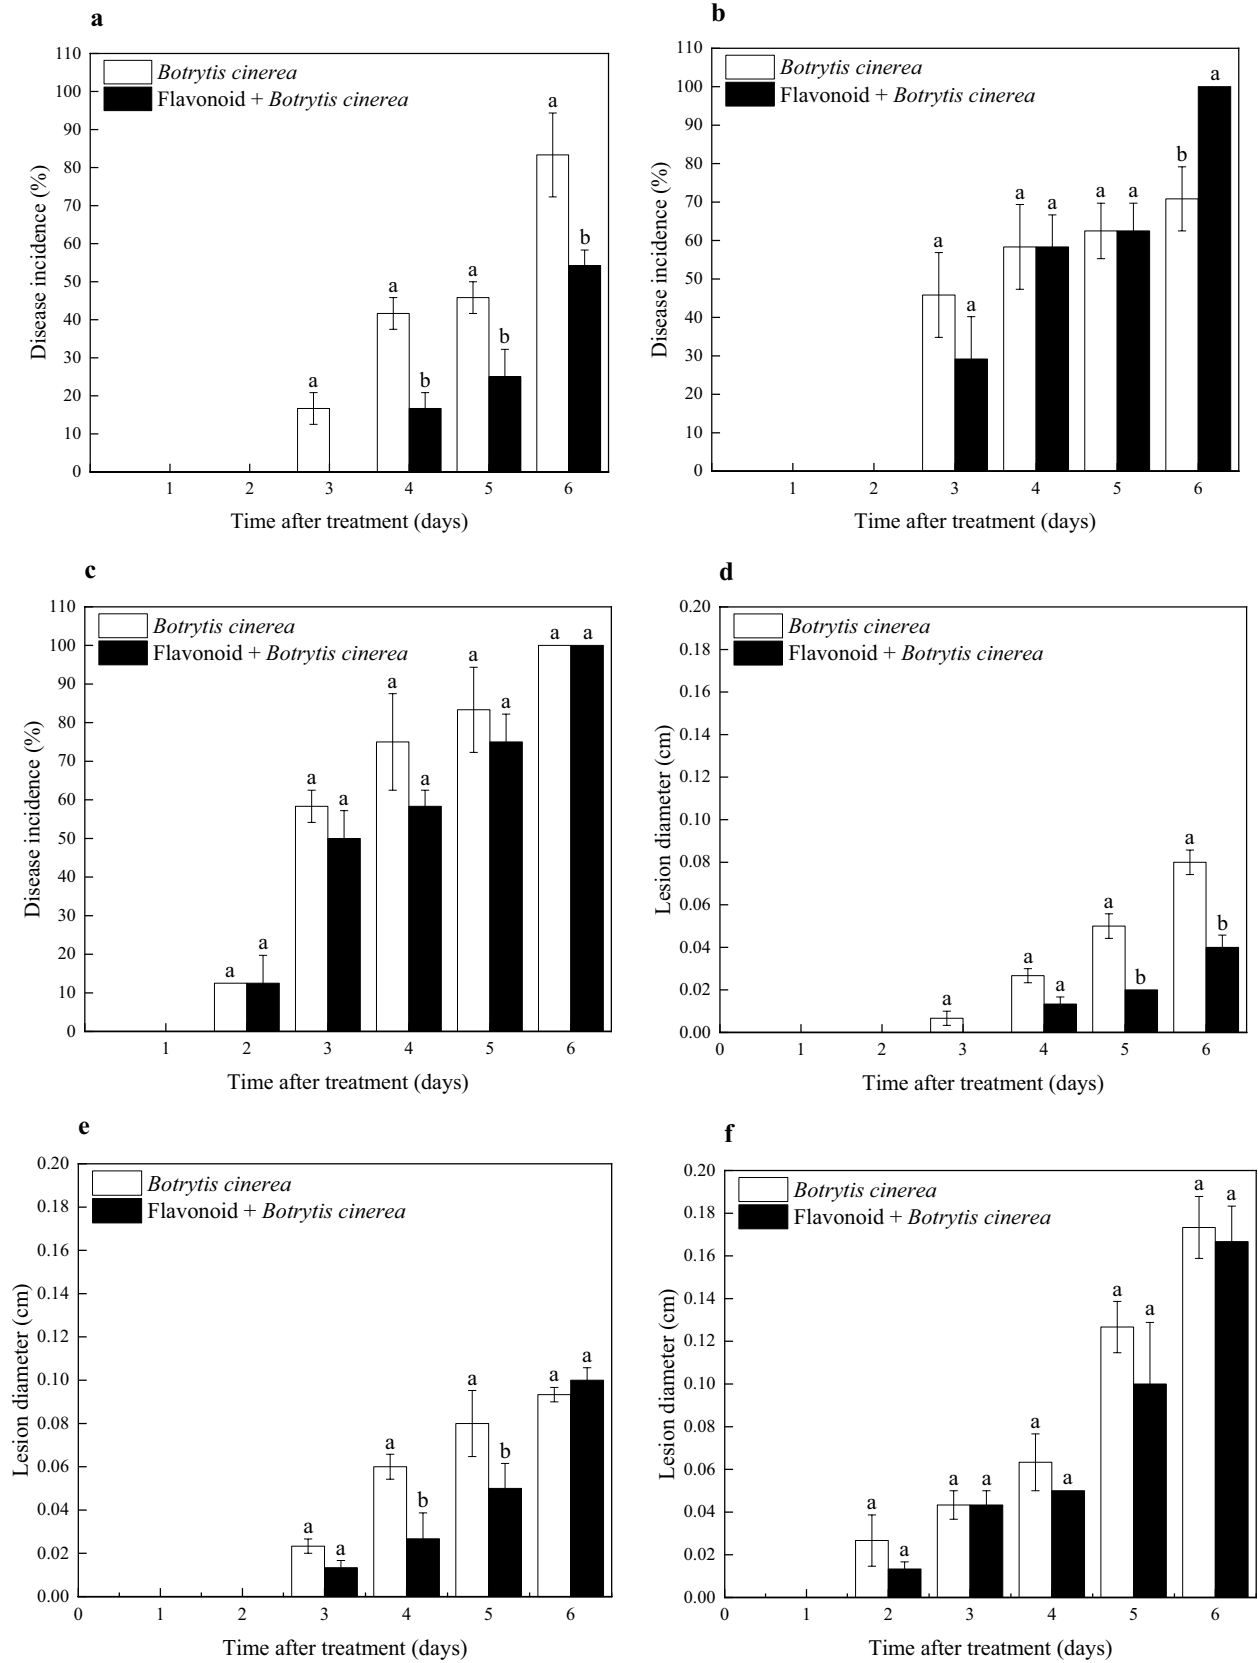 a
110
100
90
80
70
60
50
40
30
20
10
0
Disease incidence (%)
Botrytis cinerea
Flavonoid + Botrytis cinerea
a
a b
a b
a b
1 2 3 4 5 6
Time after treatment (days)
b
110
100
90
80
70
60
50
40
30
20
10
0
Disease incidence (%)
Botrytis cinerea
Flavonoid + Botrytis cinerea
a a
a a
a a
b a
1 2 3 4 5 6
Time after treatment (days)
c
110
100
90
80
70
60
50
40
30
20
10
0
Disease incidence (%)
Botrytis cinerea
Flavonoid + Botrytis cinerea
a a
a a
a a
a a
a a
1 2 3 4 5 6
Time after treatment (days)
d
0.20
0.18
0.16
0.14
0.12
0.10
0.08
0.06
0.04
0.02
0.00
Lesion diameter (cm)
Botrytis cinerea
Flavonoid + Botrytis cinerea
a
a a
a b
a b
0 1 2 3 4 5 6
Time after treatment (days)
e
0.20
0.18
0.16
0.14
0.12
0.10
0.08
0.06
0.04
0.02
0.00
Lesion diameter (cm)
Botrytis cinerea
Flavonoid + Botrytis cinerea
a a
a b
a b
a a
0 1 2 3 4 5 6
Time after treatment (days)
f
0.20
0.18
0.16
0.14
0.12
0.10
0.08
0.06
0.04
0.02
0.00
Lesion diameter (cm)
Botrytis cinerea
Flavonoid + Botrytis cinerea
a a
a a
a a
a a
a a
0 1 2 3 4 5 6
Time after treatment (days)